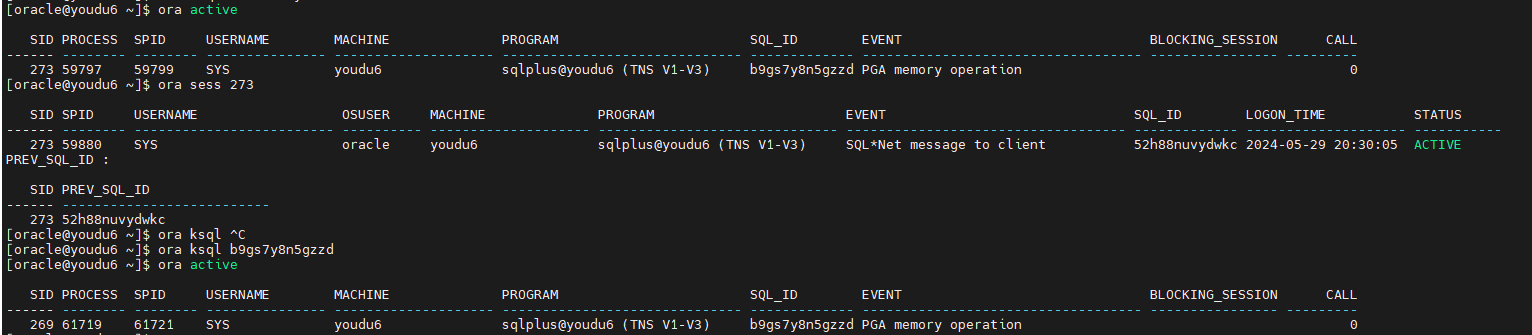 [oracle@youdu6 ~]$ ora active
SID PROCESS SPID USERNAME MACHINE PROGRAM SQL_ID EVENT BLOCKING_SESSION CALL
273 59797 59799 SYS youdu6 sqlplus@youdu6 (TNS V1-V3) b9gs7y8n5gzzd PGA memory operation 0
[oracle@youdu6 ~]$ ora sess 273
SID SPID USERNAME OSUSER MACHINE PROGRAM EVENT SQL_ID LOGON_TIME STATUS
273 59880 SYS oracle youdu6 sqlplus@youdu6 (TNS V1-V3) SQL*Net message to client 52h88nuvydwkc 2024-05-29 20:30:05 ACTIVE
PREV_SQL_ID :
SID PREV_SQL_ID
273 52h88nuvydwkc
[oracle@youdu6 ~]$ ora ksql ^C
[oracle@youdu6 ~]$ ora ksql b9gs7y8n5gzzd
[oracle@youdu6 ~]$ ora active
SID PROCESS SPID USERNAME MACHINE PROGRAM SQL_ID EVENT BLOCKING_SESSION CALL
269 61719 61721 SYS youdu6 sqlplus@youdu6 (TNS V1-V3) b9gs7y8n5gzzd PGA memory operation 0